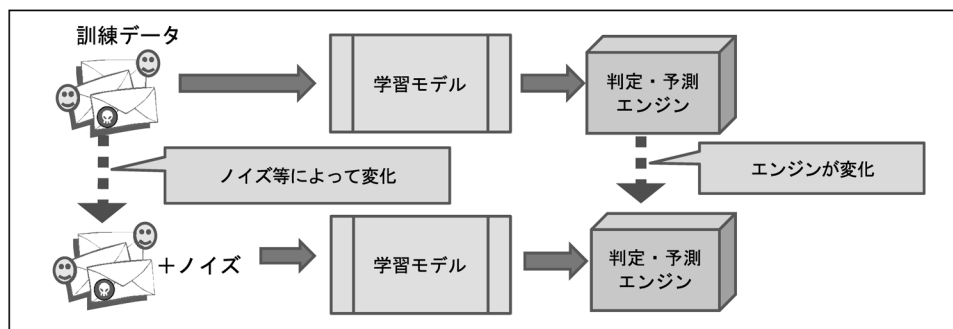 訓練データ
学習モデル
判定・予測
エンジン
ノイズ等によって変化
エンジンが変化
＋ノイズ
学習モデル
判定・予測
エンジン